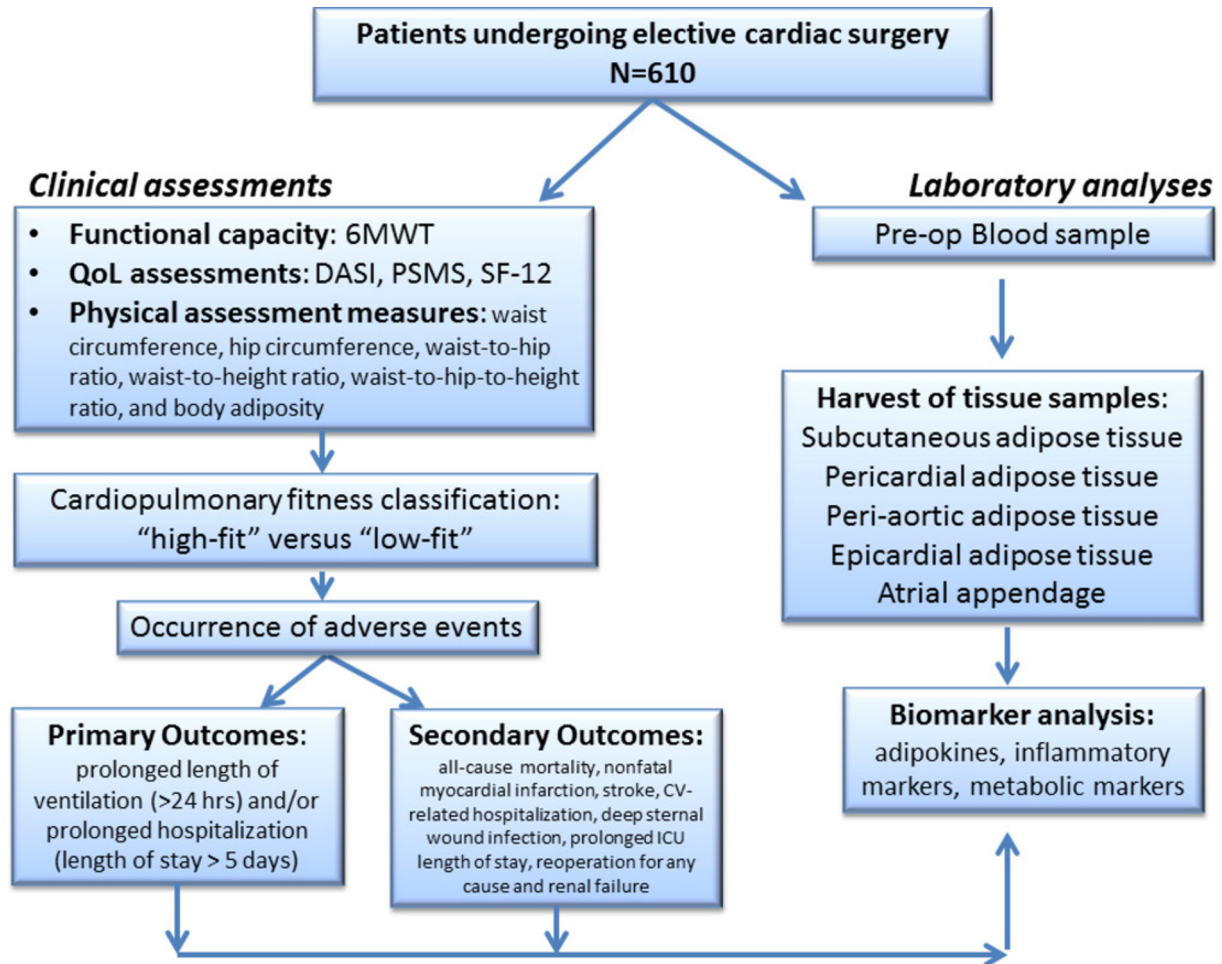 Patients undergoing elective cardiac surgery
N=610
Clinical assessments
• Functional capacity: 6MWT
• QoL assessments: DASI, PSMS, SF-12
• Physical assessment measures: waist
circumference, hip circumference, waist-to-hip
ratio, waist-to-height ratio, waist-to-hip-to-height
ratio, and body adiposity
Cardiopulmonary fitness classification:
“high-fit” versus “low-fit”
Occurrence of adverse events
Primary Outcomes:
prolonged length of
ventilation (>24 hrs) and/or
prolonged hospitalization
(length of stay > 5 days)
Secondary Outcomes:
all-cause mortality, nonfatal
myocardial infarction, stroke, CV-
related hospitalization, deep sternal
wound infection, prolonged ICU
length of stay, reoperation for any
cause and renal failure
Laboratory analyses
Pre-op Blood sample
Harvest of tissue samples:
Subcutaneous adipose tissue
Pericardial adipose tissue
Peri-aortic adipose tissue
Epicardial adipose tissue
Atrial appendage
Biomarker analysis:
adipokines, inflammatory
markers, metabolic markers